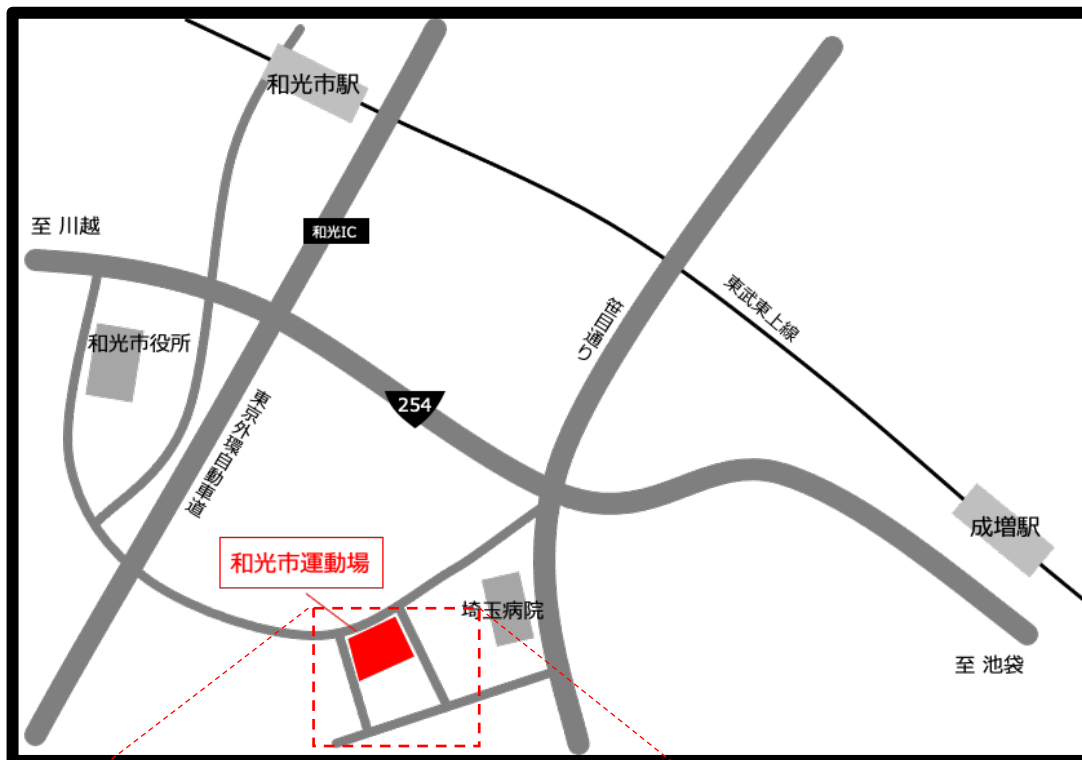 和光市駅
至 川越
和光IC
笹目通り
東武東上線
和光市役所
254
東京外環自動車道
成増駅
和光市運動場
埼玉病院
至 池袋